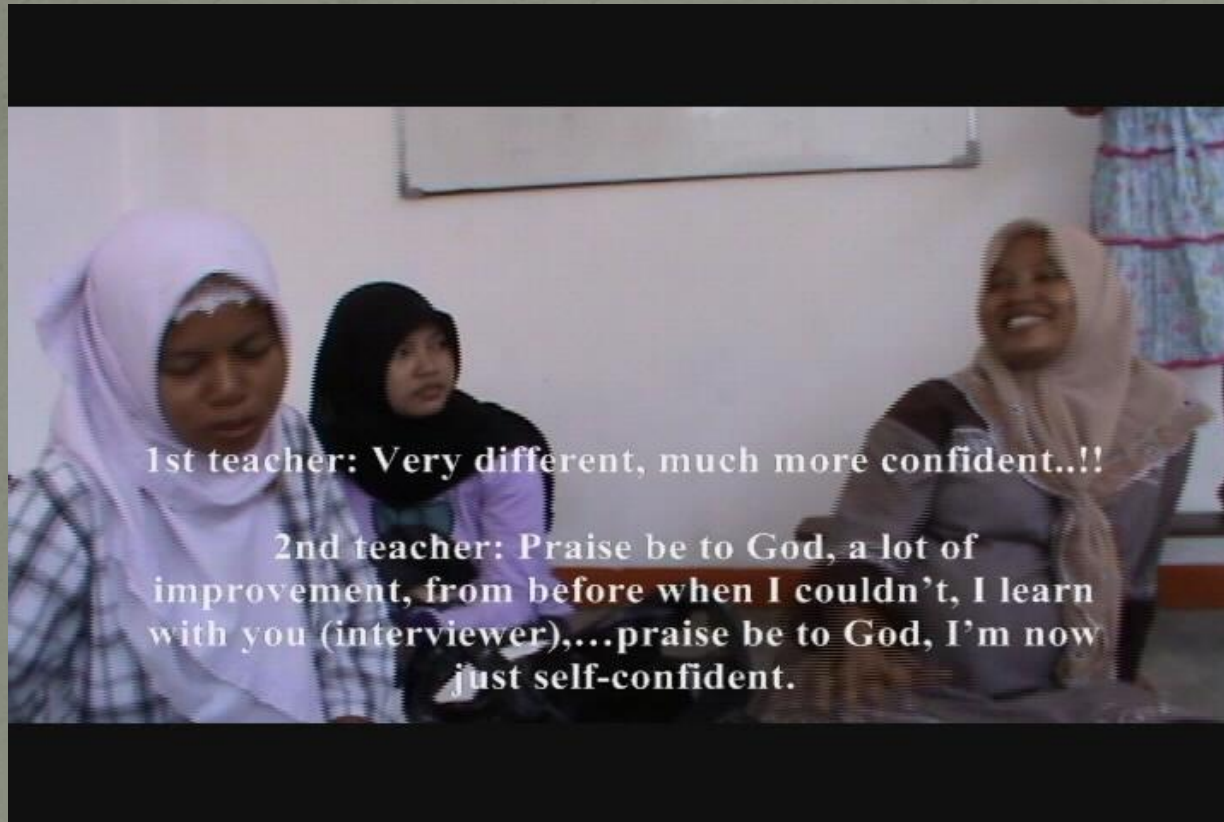 1st teacher: Very different, much more confident..!!
2nd teacher: Praise be to God, a lot of
improvement, from before when I couldn’t, I learn
with you (interviewer),...praise be to God, I’m now
just self-confident.